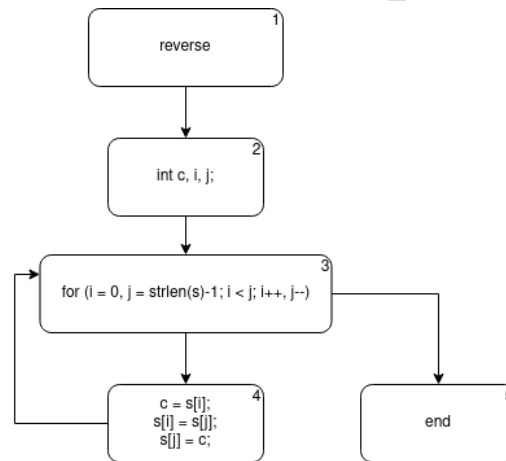 1
reverse
2
int c, i, j;
3
for (i = 0, j = strlen(s)-1; i < j; i++, j--)
4
c = s[i];
s[i] = s[j];
s[j] = c;
end